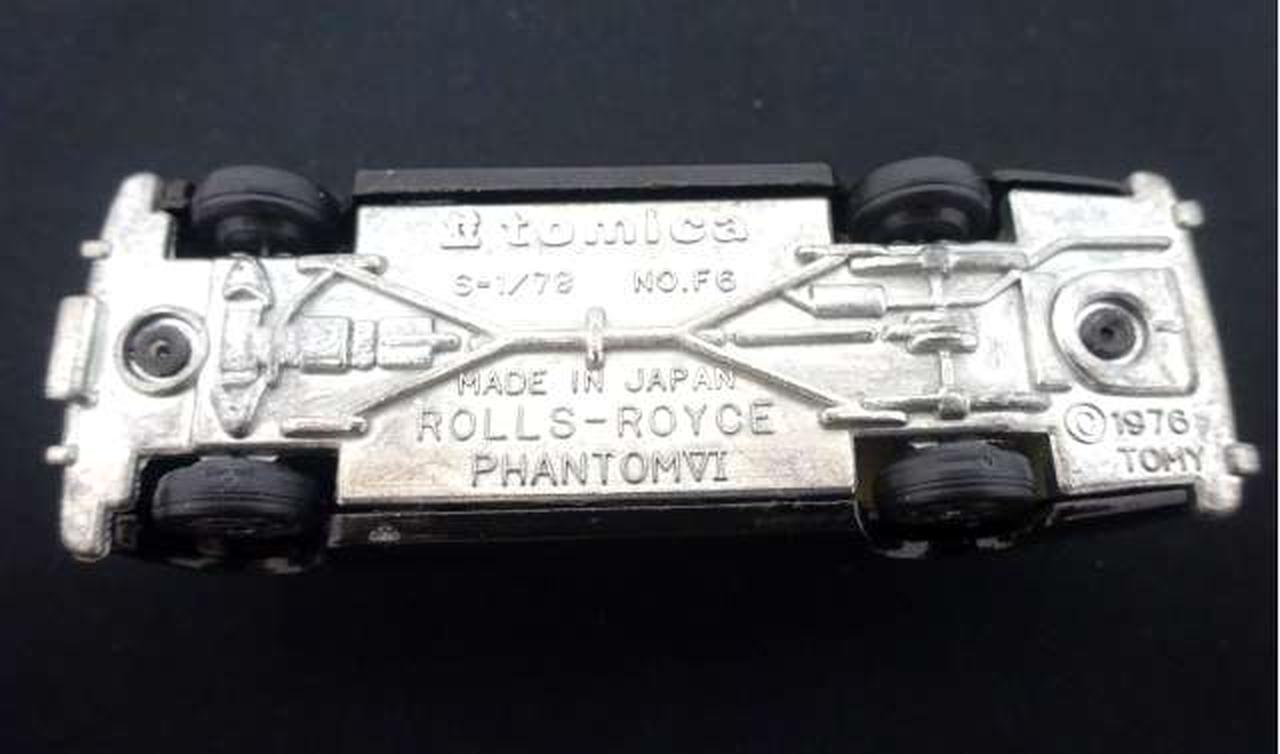 tomica
S-1/78 NO.F6
MADE IN JAPAN
ROLLS-ROYCE
PHANTOMVI
©1976
TOMY